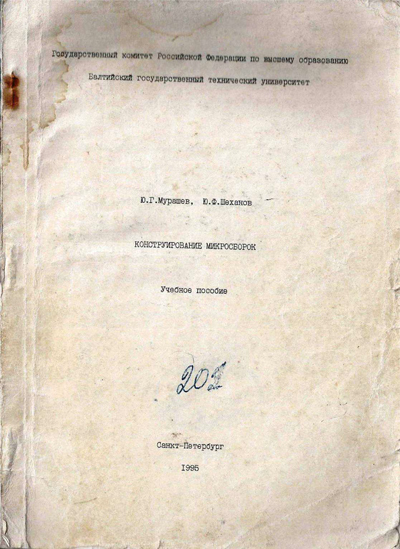 Государственный комитет Российской Федерации по высшему образованию
Балтийский государственный технический университет
Ю.Г.Мурашев, Ю.Ф.Шеханов
КОНСТРУИРОВАНИЕ МИКРОСБОРОК
Учебное пособие
202
Санкт-Петербург
1995